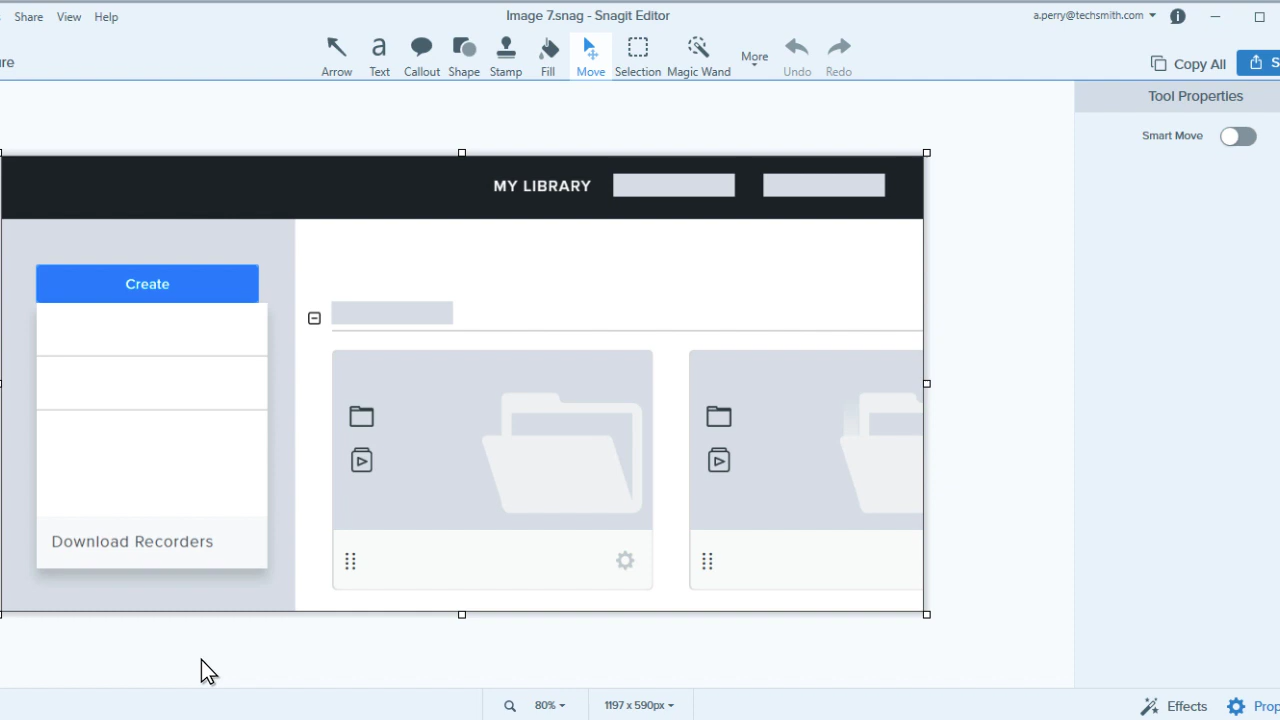 Share View Help
Image 7.snag - Snagit Editor
a.perry@techsmith.com
re
Arrow
Text
Callout
Shape
Stamp
Fill
Move
Selection
Magic Wand
More
Undo
Redo
Copy All
S
Tool Properties
Smart Move
MY LIBRARY
Create
Download Recorders
80%
1197 x 590px
Effects
Prop